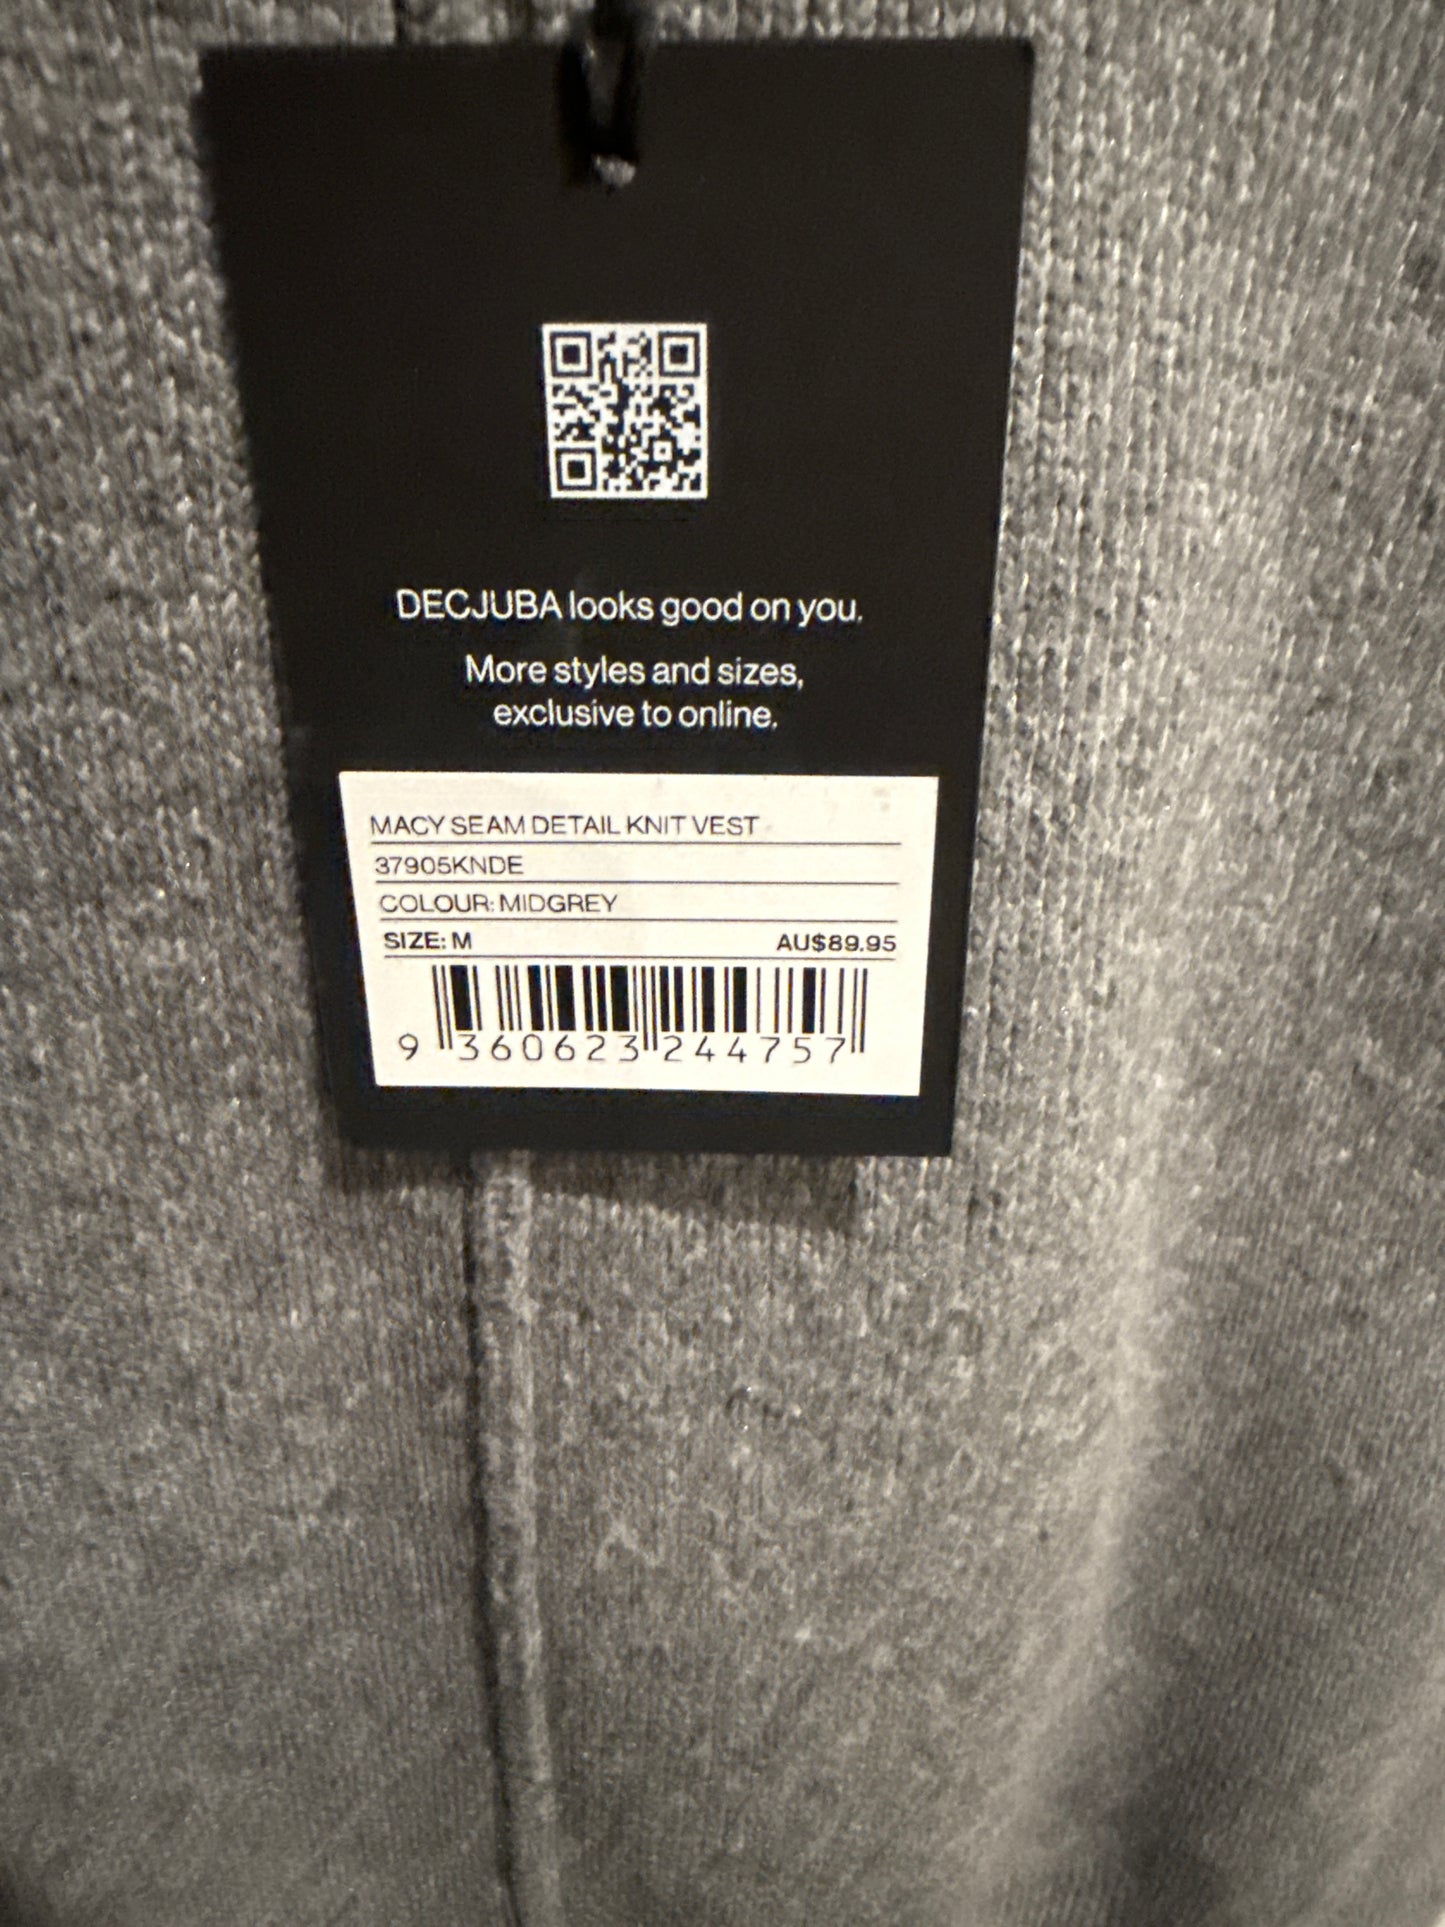 DECJUBA looks good on you.
More styles and sizes,
exclusive to online.
MACY SEAM DETAIL KNIT VEST
37905KNDE
COLOUR: MIDGREY
SIZE: M AU$89.95
9 360623 244757